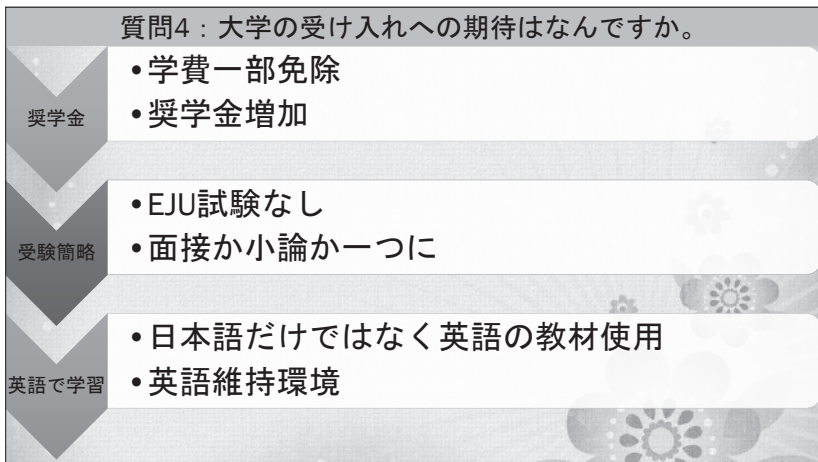 質問4：大学の受け入れへの期待はなんですか。
奨学金
•学費一部免除
•奨学金増加
受験簡略
•EJU試験なし
•面接か小論か一つに
英語で学習
•日本語だけではなく英語の教材使用
•英語維持環境